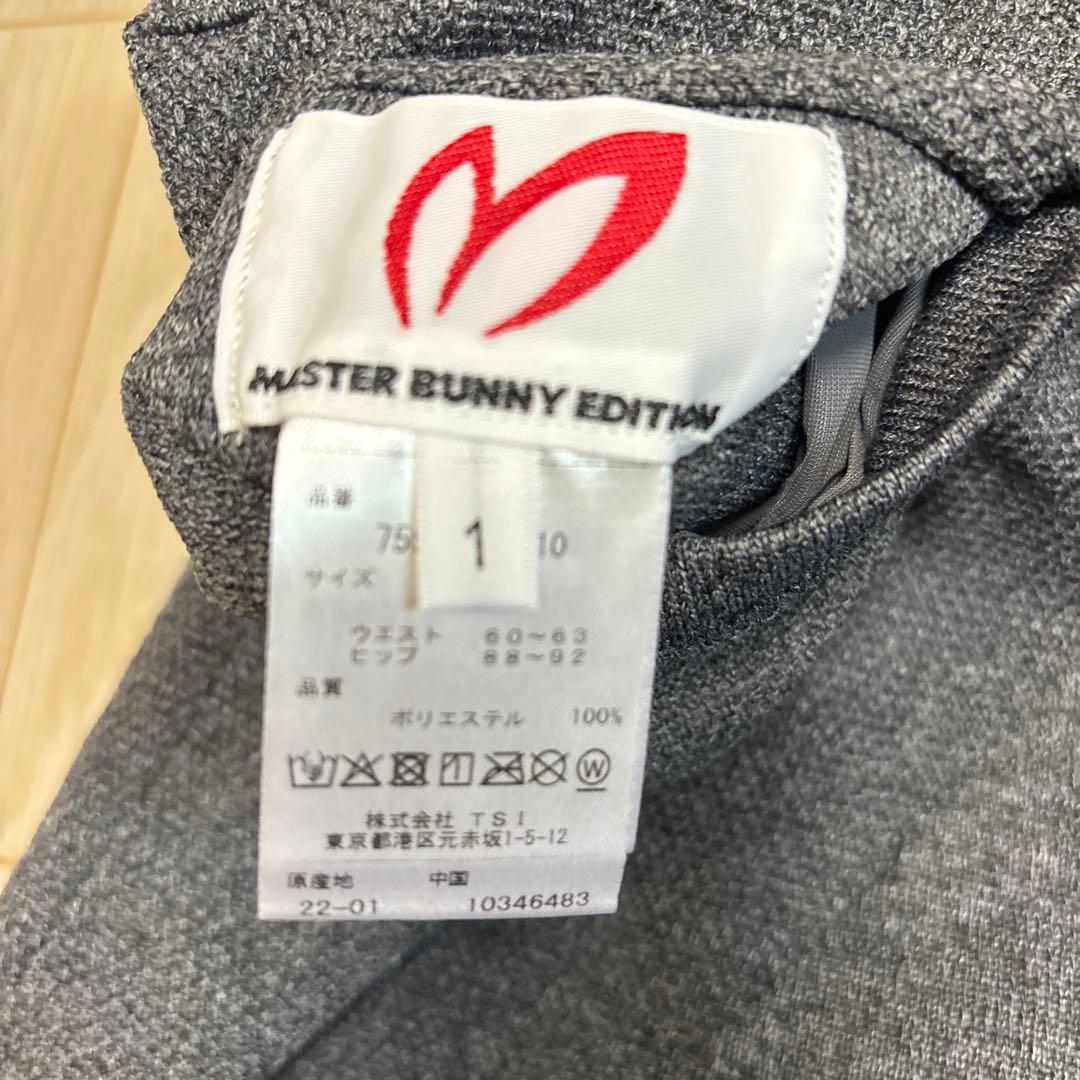 MASTER BUNNY EDITION
1
品番
75 10
サイズ
ウエスト 60～63
ヒップ 88～92
品質
ポリエステル 100%
W
株式会社 TSI
東京都港区元赤坂1-5-12
原産地 中国
22-01 10346483